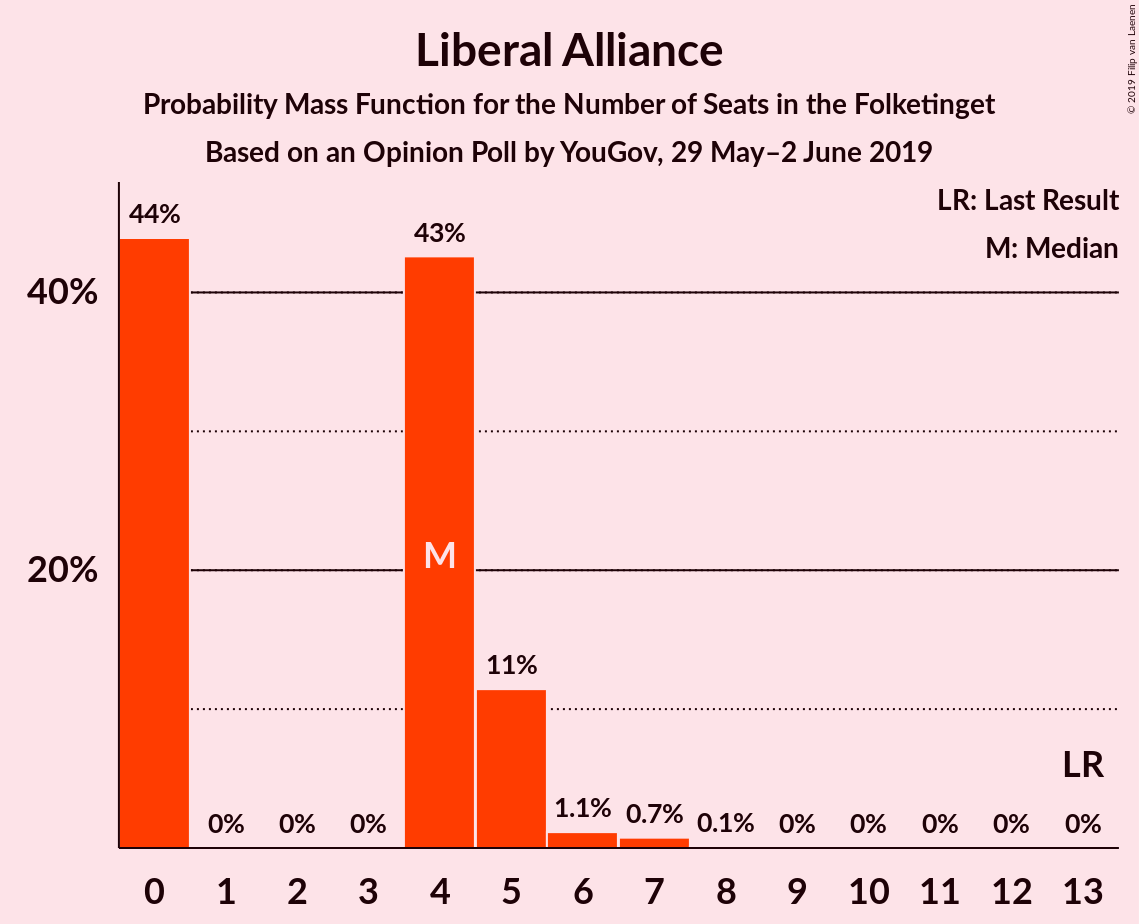 Liberal Alliance
Probability Mass Function for the Number of Seats in the Folketinget
Based on an Opinion Poll by YouGov, 29 May–2 June 2019
© 2019 Filip van Laenen
LR: Last Result
M: Median
40%
20%
44%
0%
0%
0%
43%
M
11%
1.1%
0.7%
0.1%
0%
0%
0%
0%
LR
0%
0 1 2 3 4 5 6 7 8 9 10 11 12 13